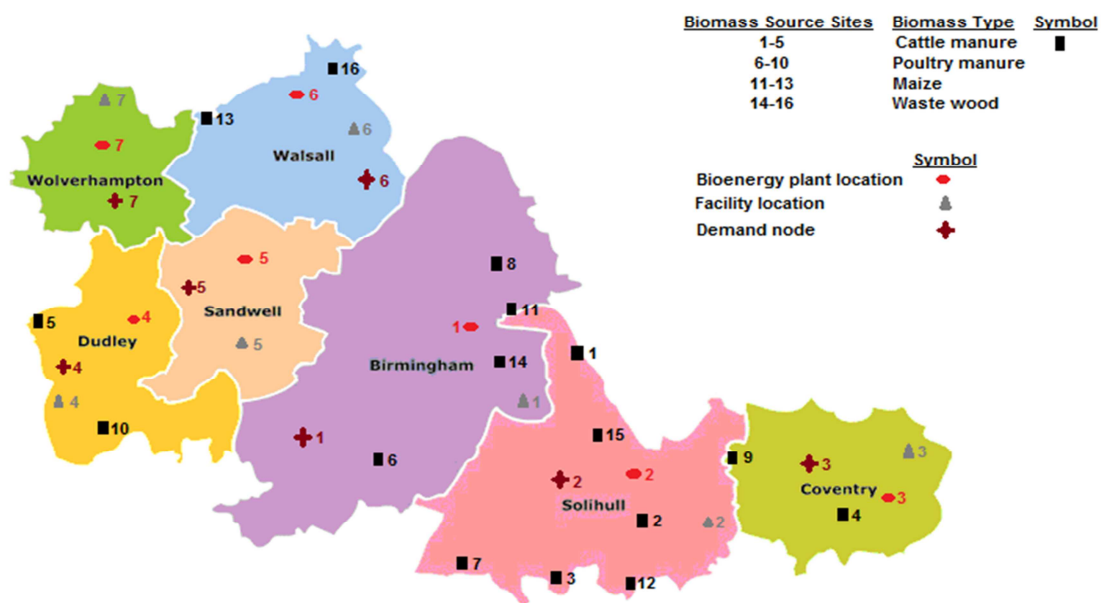 Biomass Source Sites Biomass Type Symbol
1-5 Cattle manure
6-10 Poultry manure
11-13 Maize
14-16 Waste wood
Symbol
Bioenergy plant location
Facility location
Demand node
16
6
7
13
6
7
Walsall
Wolverhampton
6
7
5
8
5
Sandwell
11
5
4
1
Dudley
5
1
14
Birmingham
4
4
1
10
1
15
6
9
3
3
2
2
Solihull
Coventry
3
4
2
2
7
3
12